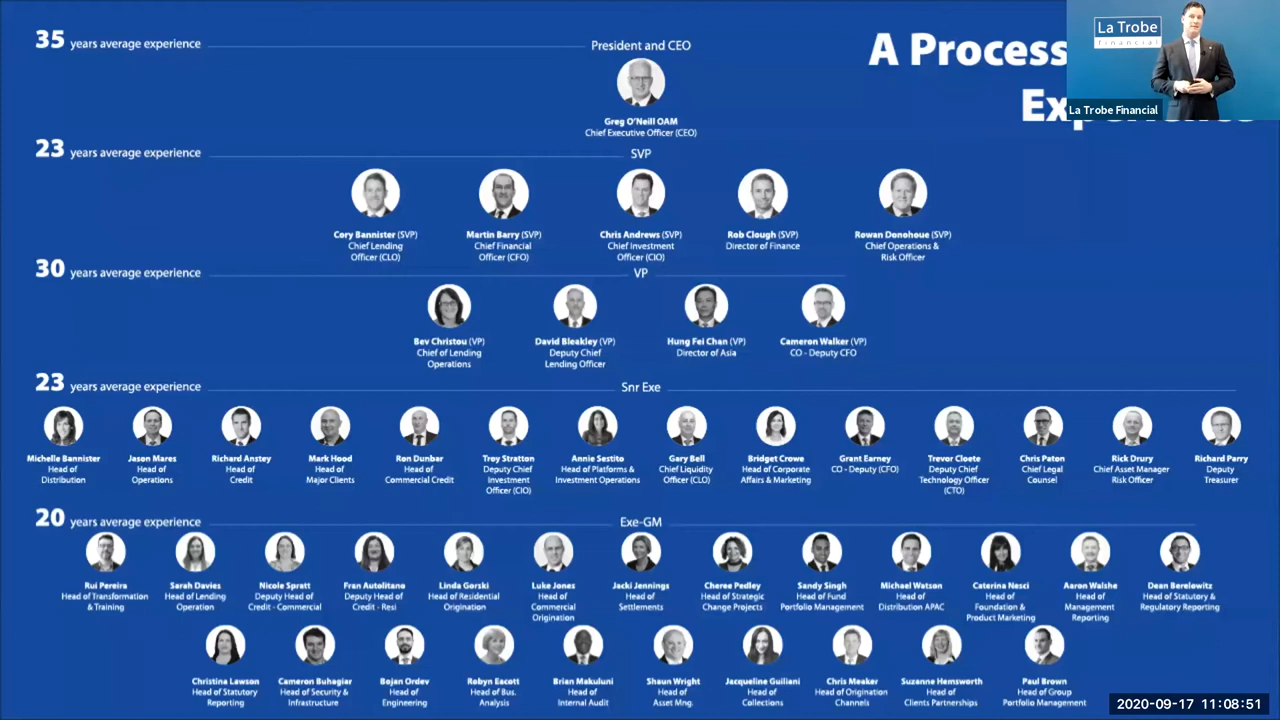 35 years average experience
President and CEO
A Process
La Trobe
financial
La Trobe Financial
Greg O'Neill OAM
Chief Executive Officer (CEO)
23 years average experience
SVP
Cory Bannister (SVP)
Chief Lending
Officer (CLO)
Martin Barry (SVP)
Chief Financial
Officer (CFO)
Chris Andrews (SVP)
Chief Investment
Officer (CIO)
Rob Clough (SVP)
Director of Finance
Rowan Donohoue (SVP)
Chief Operations &
Risk Officer
30 years average experience
VP
Bev Christou (VP)
Chief of Lending
Operations
David Bleakley (VP)
Deputy Chief
Lending Officer
Hung Fei Chan (VP)
Director of Asia
Cameron Walker (VP)
CO - Deputy CFO
23 years average experience
Snr Exe
Michelle Bannister
Head of
Distribution
Jason Mares
Head of
Operations
Richard Anstey
Head of
Credit
Mark Hood
Head of
Major Clients
Ron Dunbar
Head of
Commercial Credit
Troy Stratton
Deputy Chief
Investment
Officer (CIO)
Annie Sestito
Head of Platforms &
Investment Operations
Gary Bell
Chief Liquidity
Officer (CLO)
Bridget Crowe
Head of Corporate
Affairs & Marketing
Grant Earney
CO - Deputy (CFO)
Trevor Cloete
Deputy Chief
Technology Officer
(CTO)
Chris Paton
Chief Legal
Counsel
Rick Drury
Chief Asset Manager
Risk Officer
Richard Parry
Deputy
Treasurer
20 years average experience
Exe-GM
Rui Pereira
Head of Transformation
& Training
Sarah Davies
Head of Lending
Operation
Nicole Spratt
Deputy Head of
Credit - Commercial
Fran Autolitano
Deputy Head of
Credit - Resi
Linda Gorski
Head of Residential
Origination
Luke Jones
Head of
Commercial
Origination
Jacki Jennings
Head of
Settlements
Cheree Pedley
Head of Strategic
Change Projects
Sandy Singh
Head of Fund
Portfolio Management
Michael Watson
Head of
Distribution APAC
Caterina Nesci
Head of
Foundation &
Product Marketing
Aaron Walshe
Head of
Management
Reporting
Dean Berelowitz
Head of Statutory &
Regulatory Reporting
Christina Lawson
Head of Statutory
Reporting
Cameron Buhagiar
Head of Security &
Infrastructure
Bojan Ordev
Head of
Engineering
Robyn Eacott
Head of Bus.
Analysis
Brian Makuluni
Head of
Internal Audit
Shaun Wright
Head of
Asset Mng.
Jacqueline Guiliani
Head of
Collections
Chris Meaker
Head of Origination
Channels
Suzanne Hemsworth
Head of
Clients Partnerships
Paul Brown
Head of Group
Portfolio Management
2020-09-17 11:08:51